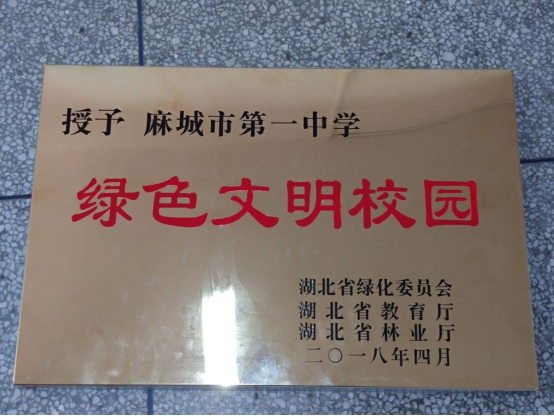 授予 麻城市第一中学
绿色文明校园
湖北省绿化委员会
湖北省教育厅
湖北省林业厅
二〇一八年四月